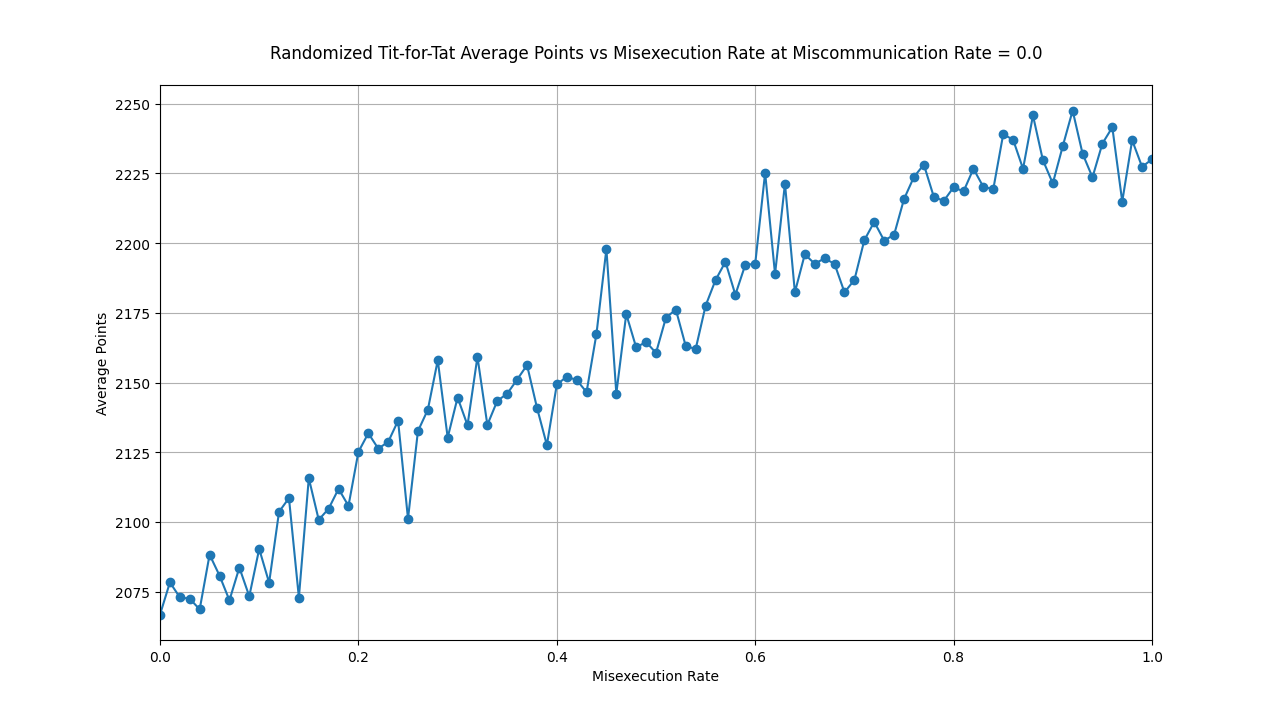 Randomized Tit-for-Tat Average Points vs Misexecution Rate at Miscommunication Rate = 0.0
2250
2225
2200
2175
2150
2125
2100
2075
Average Points
0.0 0.2 0.4 0.6 0.8 1.0
Misexecution Rate